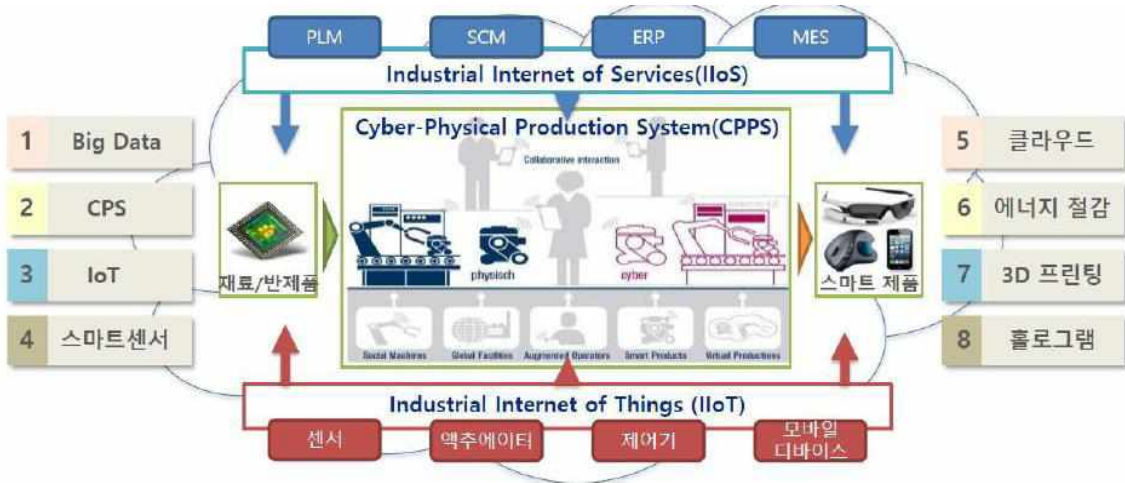 PLM
SCM
ERP
MES
Industrial Internet of Services(IIoS)
Cyber-Physical Production System(CPPS)
Collaborative interaction
1 Big Data
2 CPS
3 IoT
4 스마트센서
재료/반제품
physisch
cyber
스마트 제품
5 클라우드
6 에너지 절감
7 3D 프린팅
8 홀로그램
Social Machines
Global Facilities
Augmented Operators
Smart Products
Virtual Productions
Industrial Internet of Things (IIoT)
센서
액추에이터
제어기
모바일
디바이스